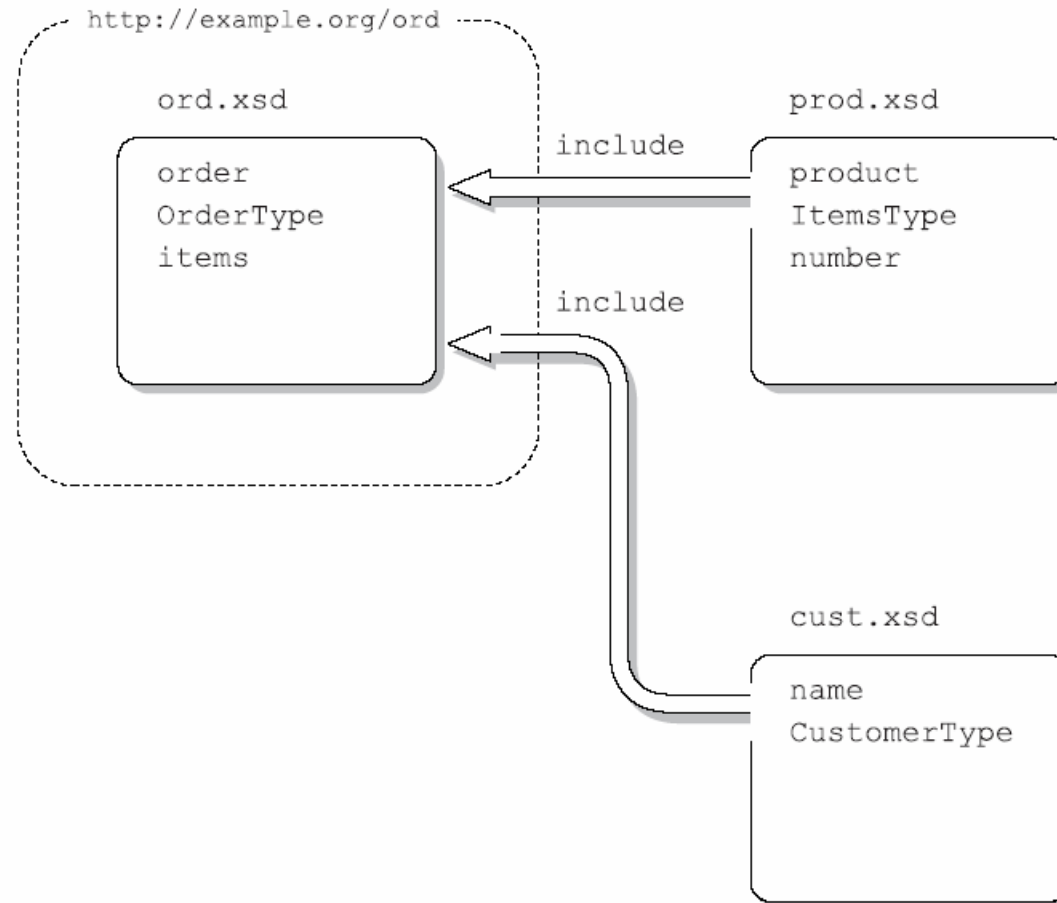 http://example.org/ord
ord.xsd
order
OrderType
items
include
include
prod.xsd
product
ItemsType
number
cust.xsd
name
CustomerType